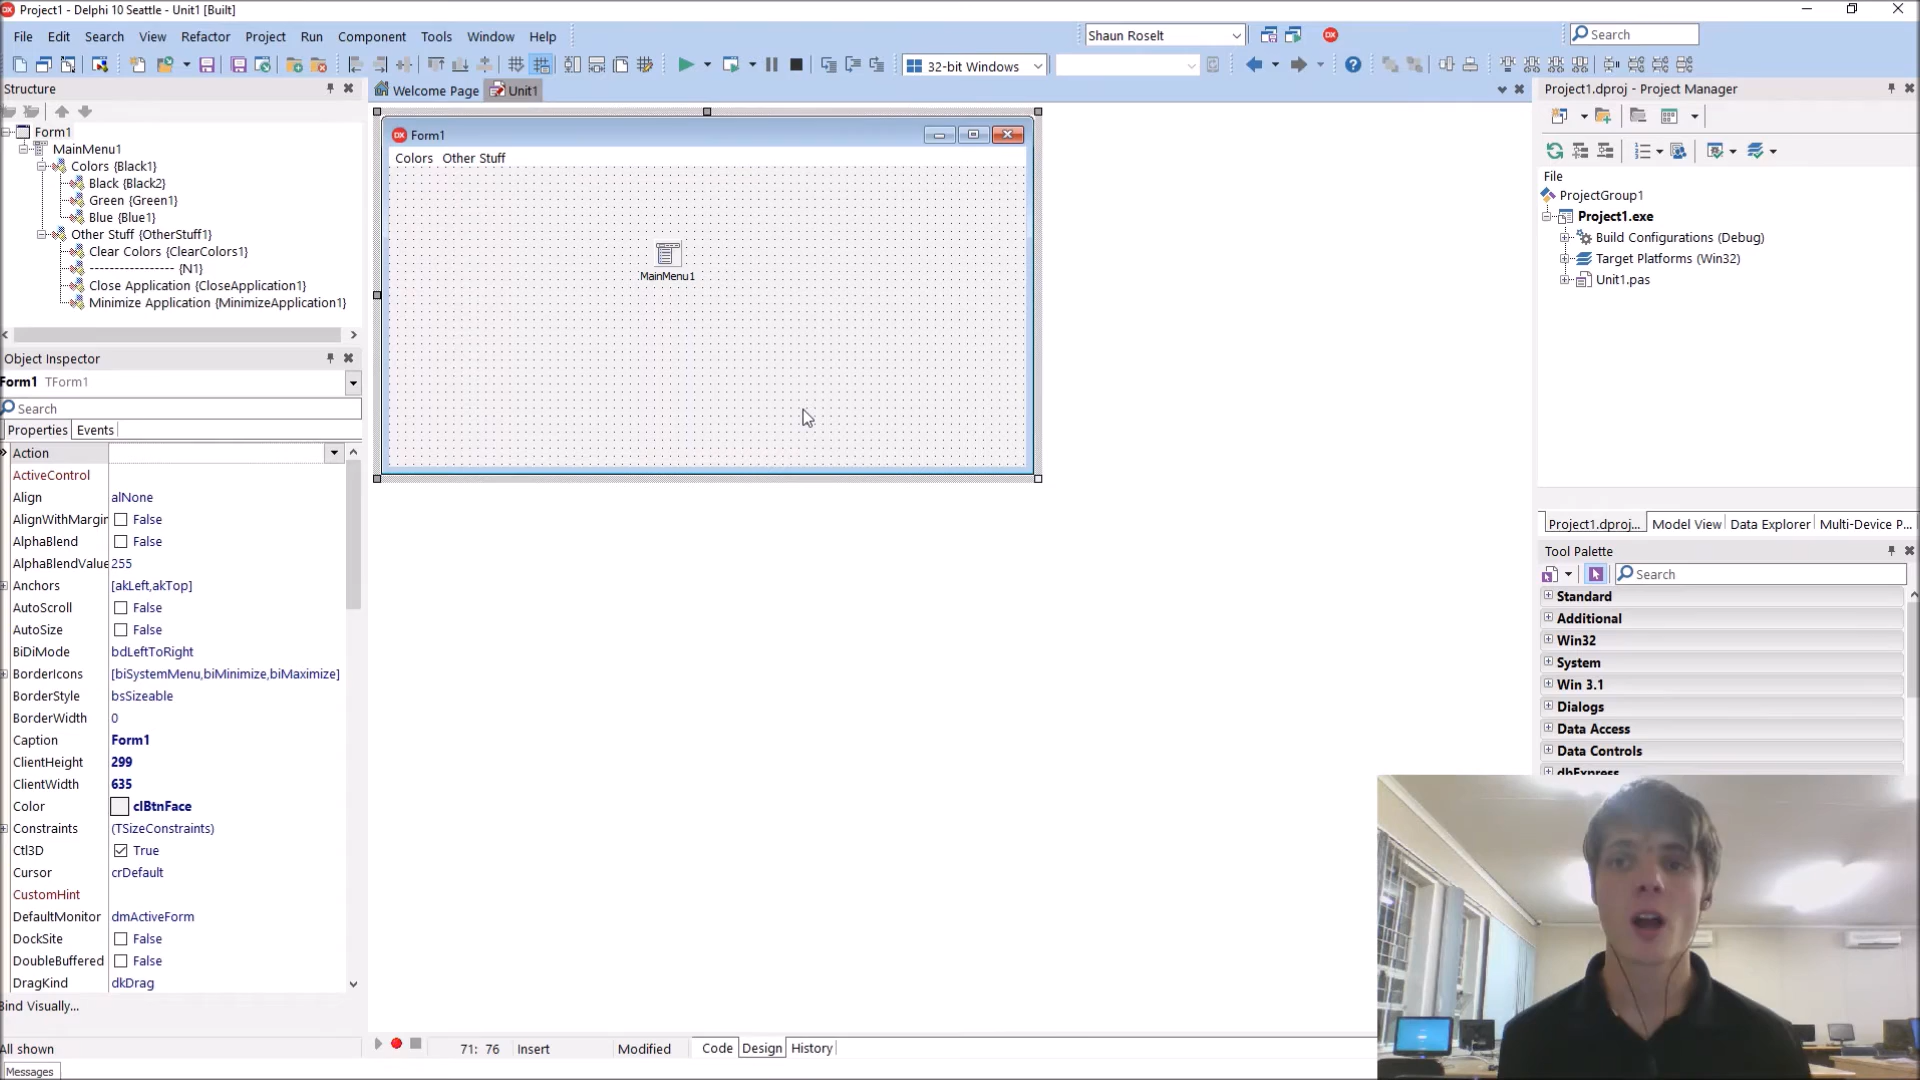 Project1 - Delphi 10 Seattle - Unit1 [Built]
File Edit Search View Refactor Project Run Component Tools Window Help
Shaun Roselt
Search
32-bit Windows
Structure
Welcome Page Unit1
Form1
MainMenu1
Colors {Black1}
Black {Black2}
Green {Green1}
Blue {Blue1}
Other Stuff {OtherStuff1}
Clear Colors {ClearColors1}
----------------- {N1}
Close Application {CloseApplication1}
Minimize Application {MinimizeApplication1}
Object Inspector
Form1 TForm1
Search
Properties Events
Action
ActiveControl
Align alNone
AlignWithMargin False
AlphaBlend False
AlphaBlendValue 255
Anchors [akLeft,akTop]
AutoScroll False
AutoSize False
BiDiMode bdLeftToRight
BorderIcons [biSystemMenu,biMinimize,biMaximize]
BorderStyle bsSizeable
BorderWidth 0
Caption Form1
ClientHeight 299
ClientWidth 635
Color clBtnFace
Constraints (TSizeConstraints)
Ctl3D True
Cursor crDefault
CustomHint
DefaultMonitor dmActiveForm
DockSite False
DoubleBuffered False
DragKind dkDrag
Bind Visually...
All shown
Messages
Form1
Colors Other Stuff
MainMenu1
71: 76 Insert Modified Code Design History
Project1.dproj - Project Manager
File
ProjectGroup1
Project1.exe
Build Configurations (Debug)
Target Platforms (Win32)
Unit1.pas
Project1.dproj... Model View Data Explorer Multi-Device P...
Tool Palette
Search
Standard
Additional
Win32
System
Win 3.1
Dialogs
Data Access
Data Controls
dbExpress